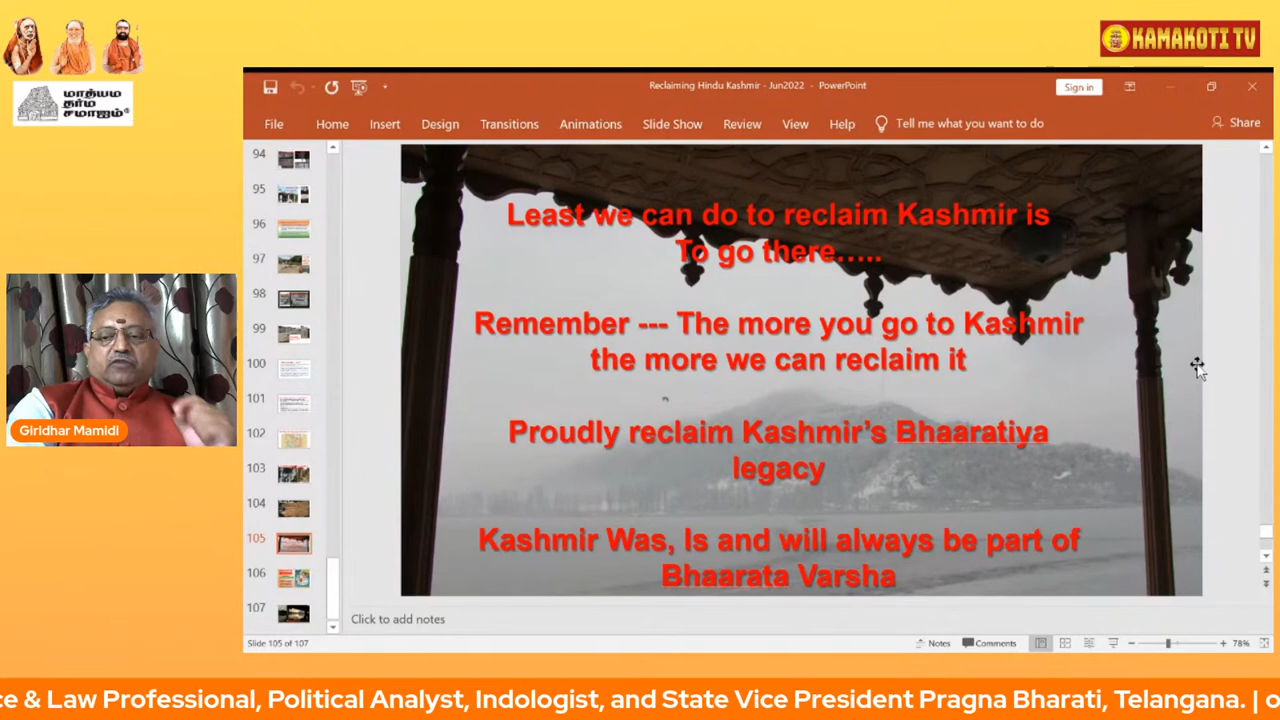 KAMAKOTI TV
மாத்யம
தர்ம
சமாஜம்
Reclaiming Hindu Kashmir - Jun2022 - PowerPoint
Sign in
File Home Insert Design Transitions Animations Slide Show Review View Help Tell me what you want to do Share
94
95
96
97
98
99
100
101
102
103
104
105
106
107
Least we can do to reclaim Kashmir is
To go there…..
Remember --- The more you go to Kashmir
the more we can reclaim it
Proudly reclaim Kashmir’s Bhaaratiya
legacy
Kashmir Was, Is and will always be part of
Bhaarata Varsha
Giridhar Mamidi
Click to add notes
Slide 105 of 107
Notes Comments 78%
ce & Law Professional, Political Analyst, Indologist, and State Vice President Pragna Bharati, Telangana. | o